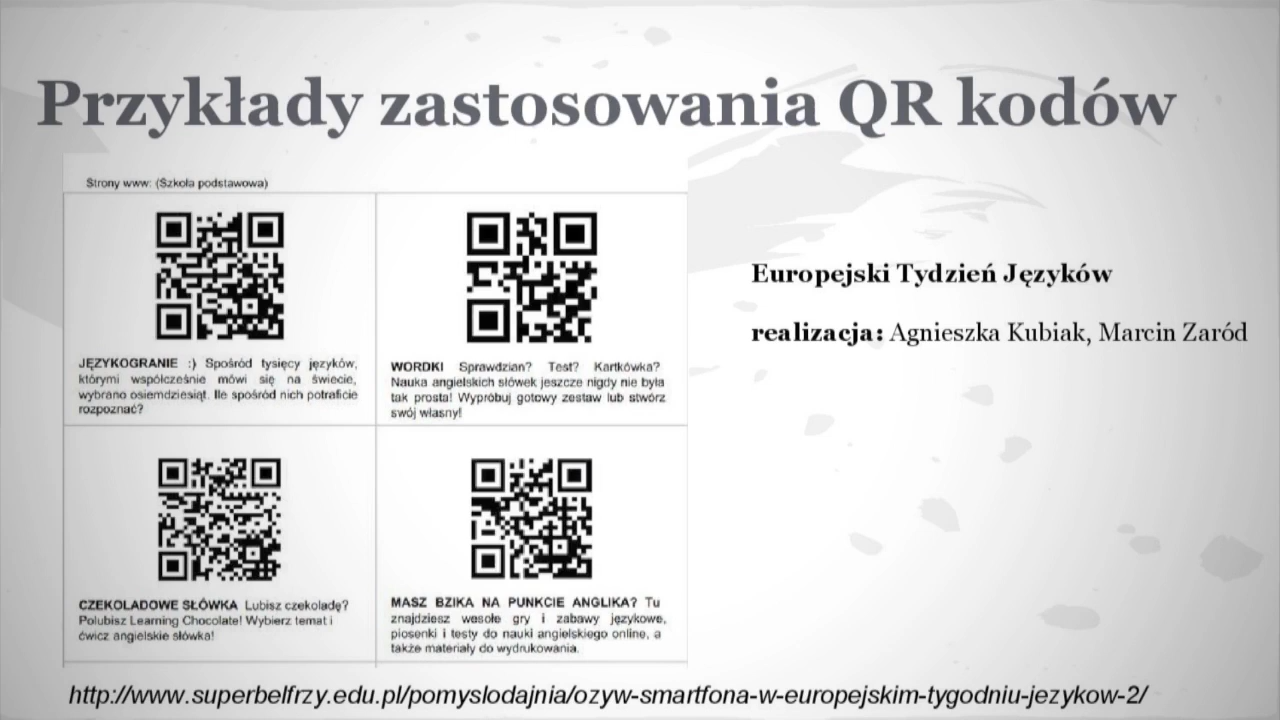 Przykłady zastosowania QR kodów
Strony www: (Szkoła podstawowa)
JĘZYKOGRANIE :) Spośród tysięcy języków,
którymi współcześnie mówi się na świecie,
wybrano osiemdziesiąt. Ile spośród nich potraficie
rozpoznać?
WORDKI Sprawdzian? Test? Kartkówka?
Nauka angielskich słówek jeszcze nigdy nie była
tak prosta! Wypróbuj gotowy zestaw lub stwórz
swój własny!
CZEKOLADOWE SŁÓWKA Lubisz czekoladę?
Polubisz Learning Chocolate! Wybierz temat i
ćwicz angielskie słówka!
MASZ BZIKA NA PUNKCIE ANGLIKA? Tu
znajdziesz wesołe gry i zabawy językowe,
piosenki i testy do nauki angielskiego online, a
także materiały do wydrukowania.
Europejski Tydzień Języków
realizacja: Agnieszka Kubiak, Marcin Zaród
http://www.superbelfrzy.edu.pl/pomyslodajnia/ozyw-smartfona-w-europejskim-tygodniu-jezykow-2/